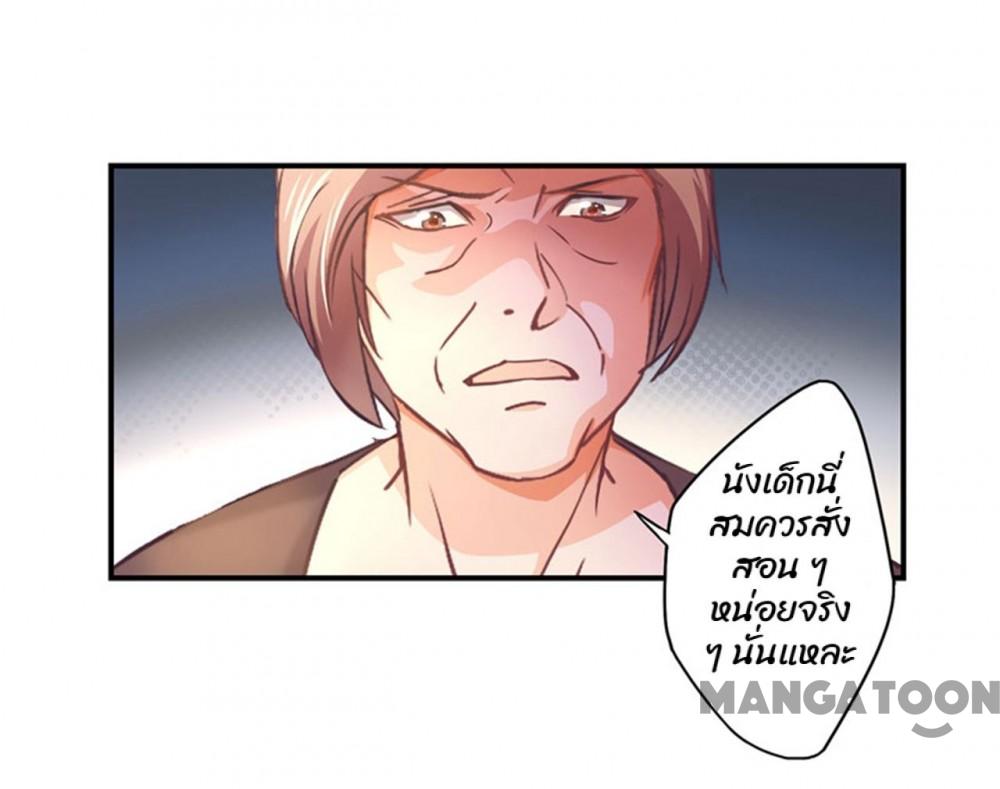 นังเด็กนี่
สมควรสั่ง
สอน ๆ
หน่อยจริง
ๆ นั่นแหละ
MANGATOON